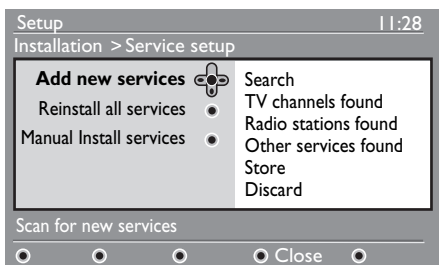 Setup 11:28
Installation > Service setup
Add new services
Reinstall all services
Manual Install services
Search
TV channels found
Radio stations found
Other services found
Store
Discard
Scan for new services
Close